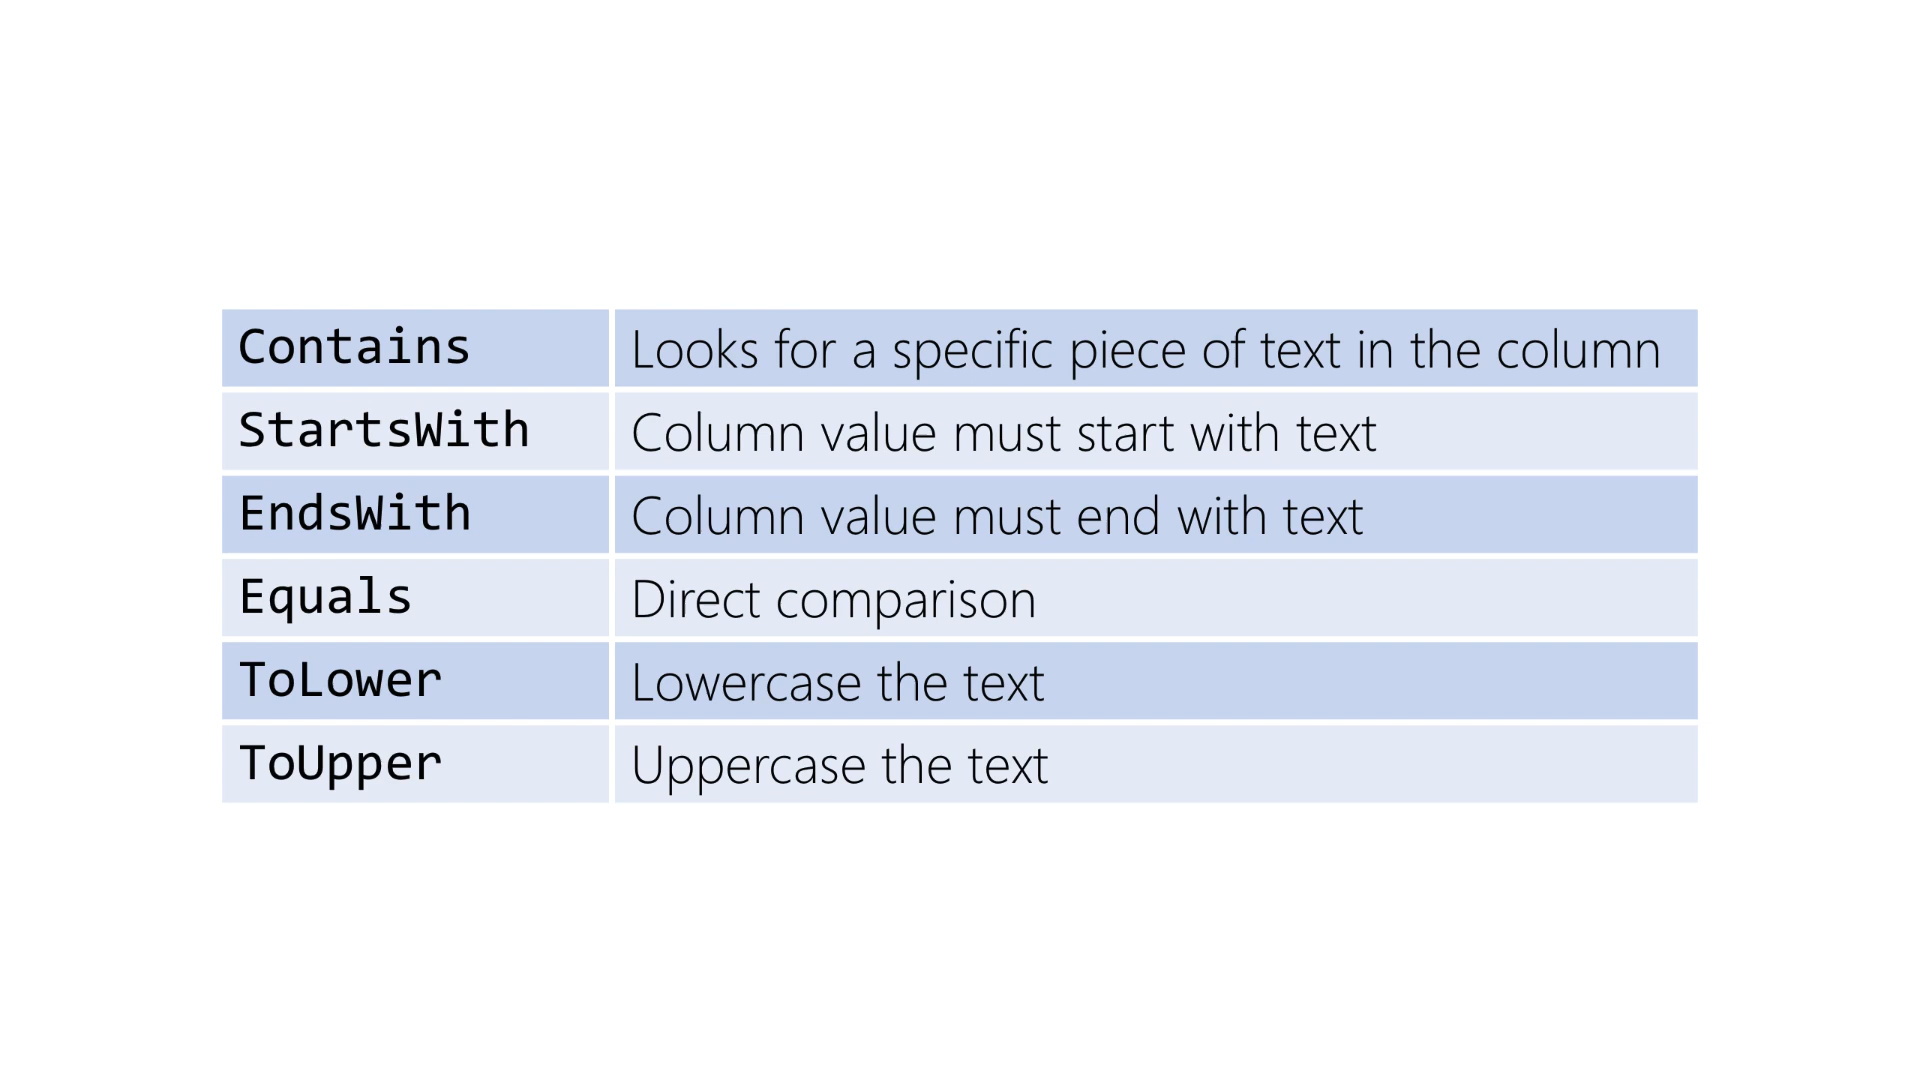 Contains Looks for a specific piece of text in the column
StartsWith Column value must start with text
EndsWith Column value must end with text
Equals Direct comparison
ToLower Lowercase the text
ToUpper Uppercase the text